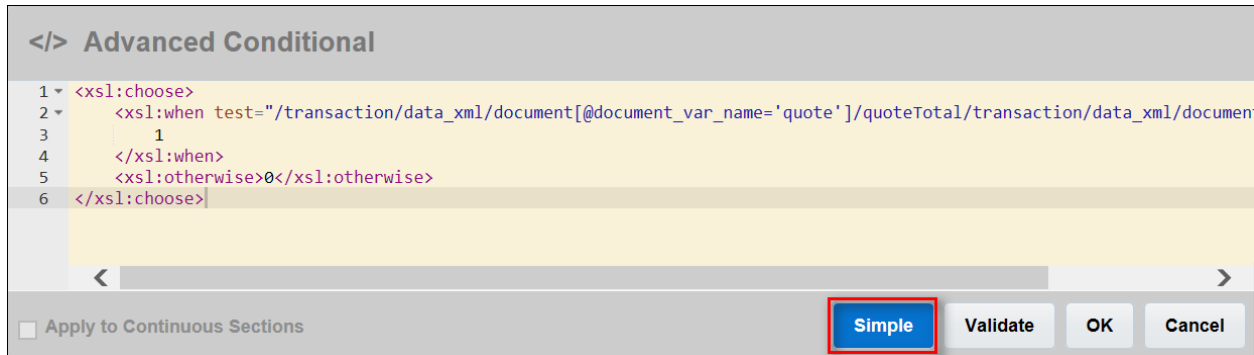 </> Advanced Conditional
1 <xsl:choose>
2 <xsl:when test="/transaction/data_xml/document[@document_var_name='quote']/quoteTotal/transaction/data_xml/documen
3 1
4 </xsl:when>
5 <xsl:otherwise>0</xsl:otherwise>
6 </xsl:choose>
Apply to Continuous Sections Simple Validate OK Cancel